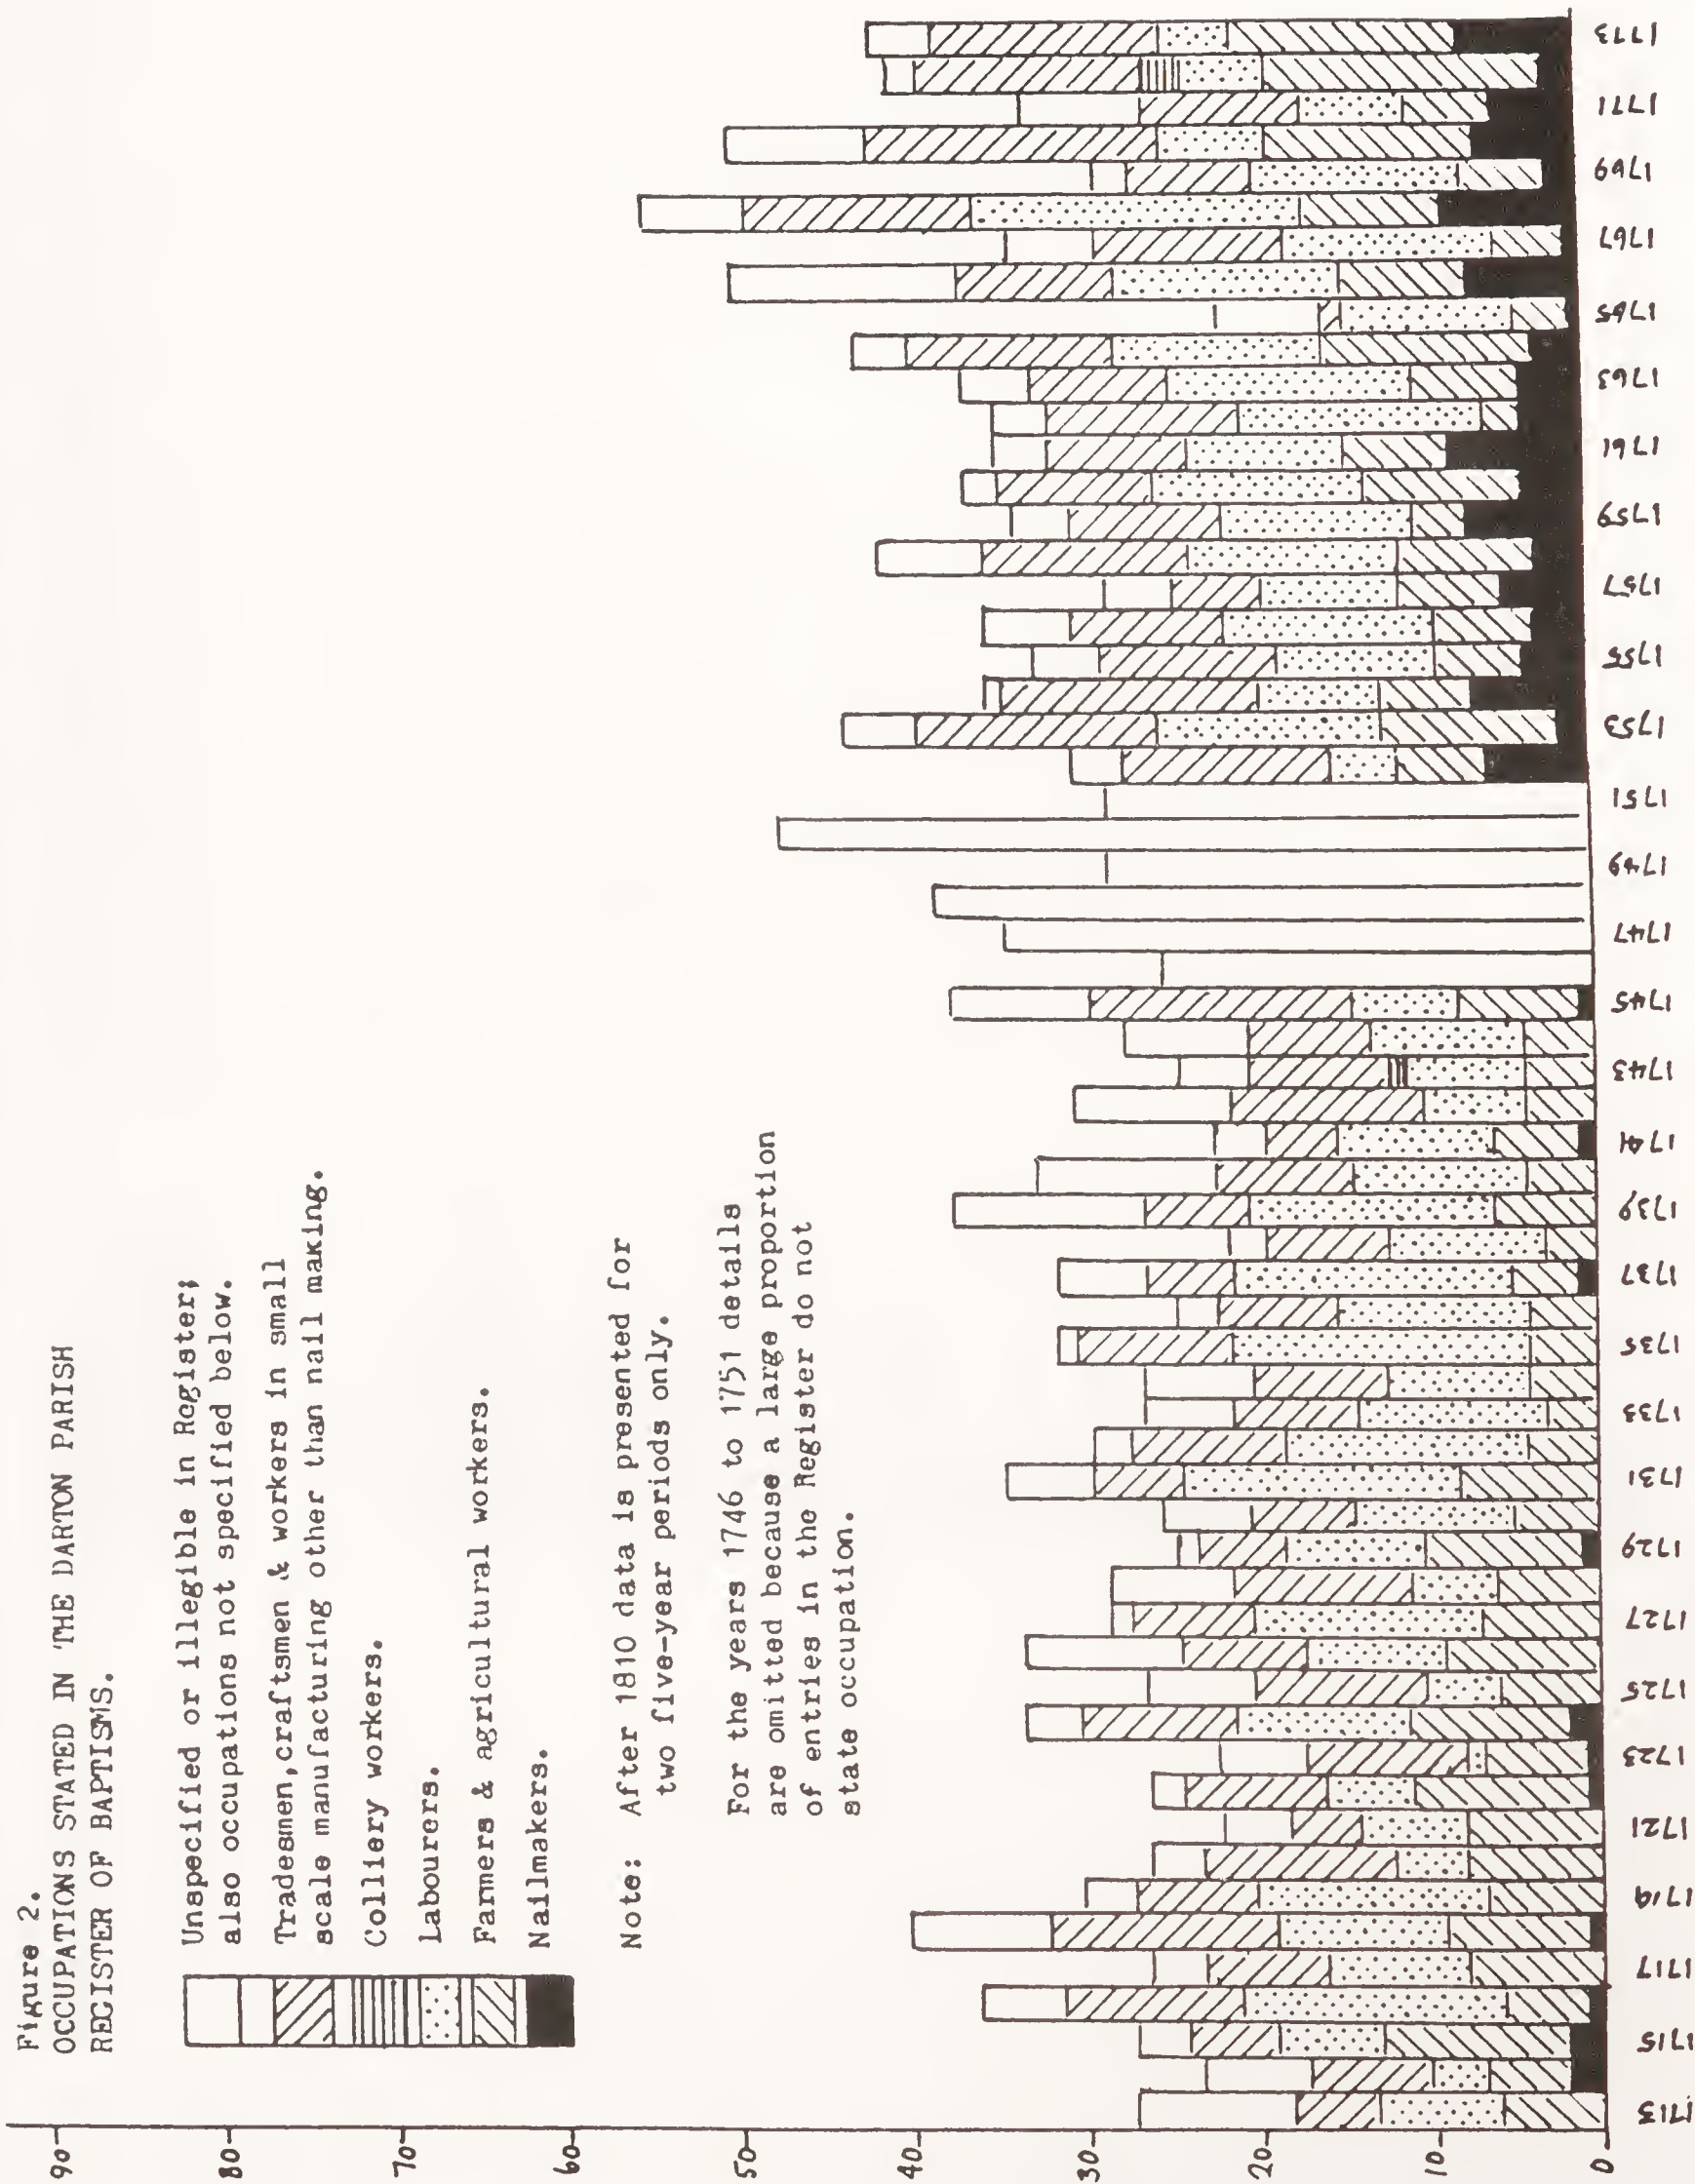 Figure 2.
OCCUPATIONS STATED IN THE DARTON PARISH
REGISTER OF BAPTISMS.
Unspecified or illegible in Register;
also occupations not specified below.
Tradesmen,craftsmen & workers in small
scale manufacturing other than nail making.
Colliery workers.
Labourers.
Farmers & agricultural workers.
Nailmakers.
Note: After 1810 data is presented for
two five-year periods only.
For the years 1746 to 1751 details
are omitted because a large proportion
of entries in the Register do not
state occupation.
90
80
70
60
50
40
30
20
10
0
1713
1715
1717
1719
1721
1723
1725
1727
1729
1731
1733
1735
1737
1739
1741
1743
1745
1747
1749
1751
1753
1755
1757
1759
1761
1763
1765
1767
1769
1771
1773